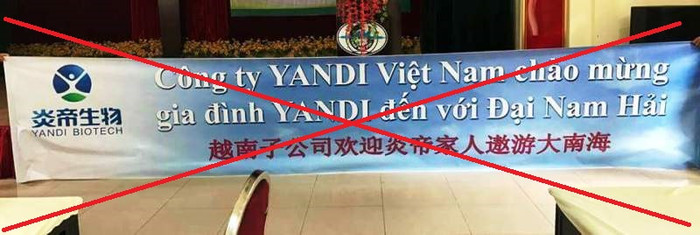 Công ty YANDI Việt Nam chào mừng
gia đình YANDI đến với Đại Nam Hải
炎帝生物
YANDI BIOTECH
越南子公司欢迎炎帝家人遨游大南海